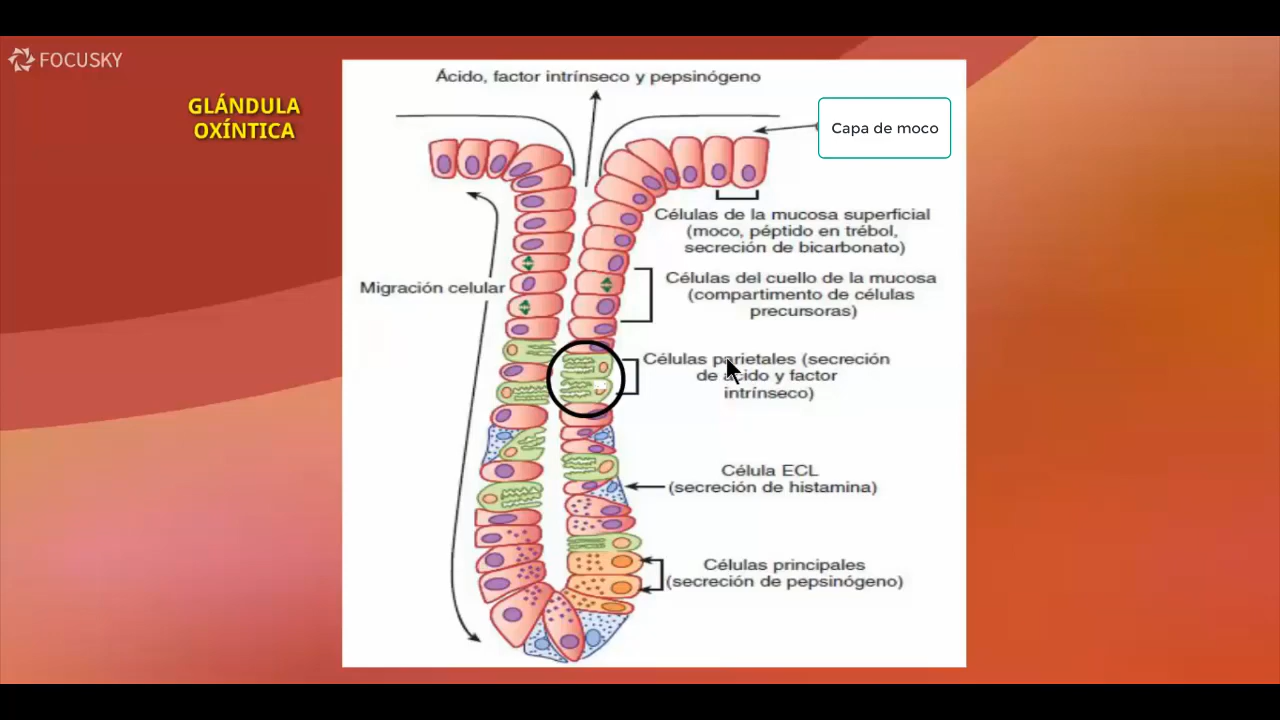 FOCUSKY
GLÁNDULA
OXÍNTICA
Ácido, factor intrínseco y pepsinógeno
Capa de moco
Células de la mucosa superficial
(moco, péptido en trébol,
secreción de bicarbonato)
Migración celular
Células del cuello de la mucosa
(compartimento de células
precursoras)
Células parietales (secreción
de ácido y factor
intrínseco)
Célula ECL
(secreción de histamina)
Células principales
(secreción de pepsinógeno)